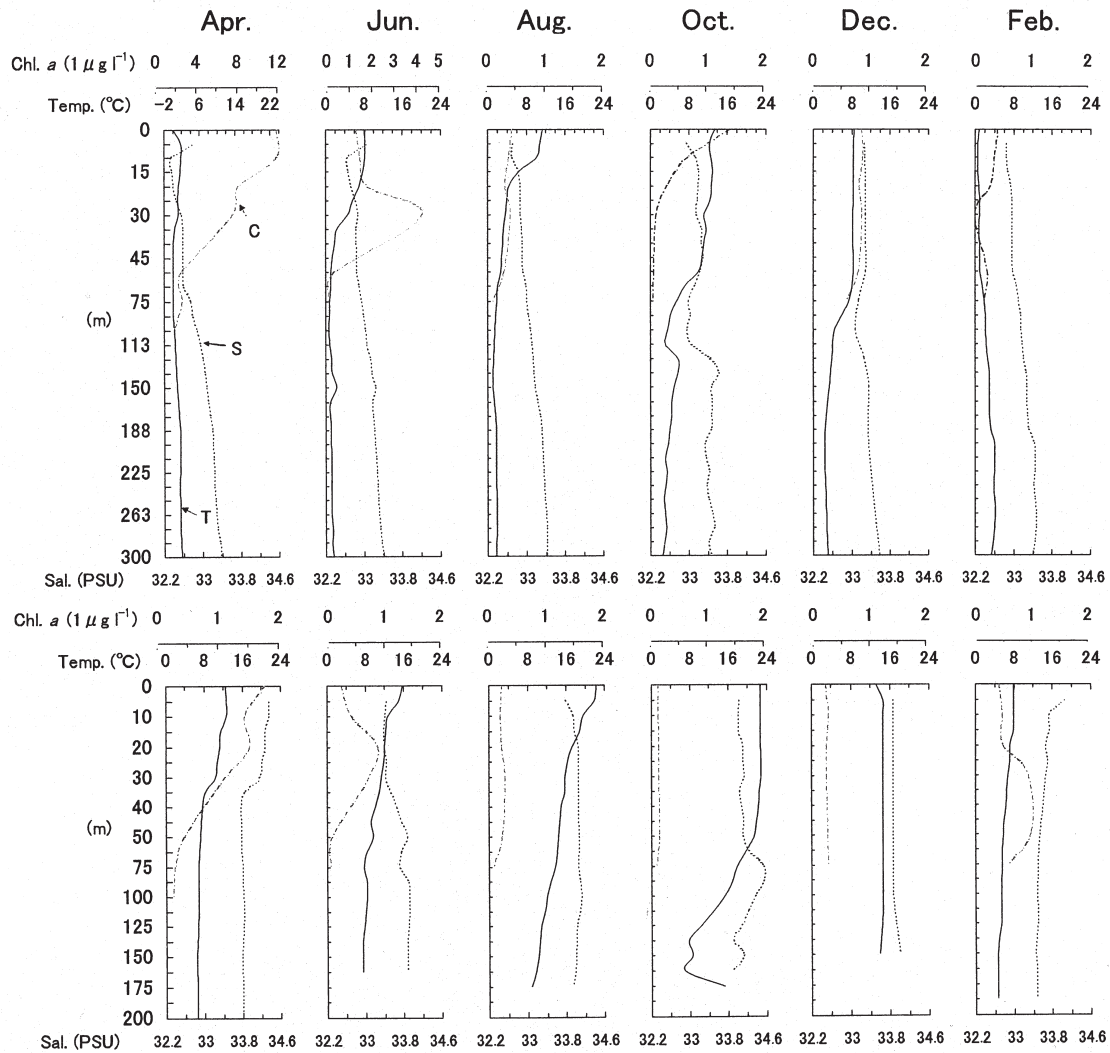 Apr. Jun. Aug. Oct. Dec. Feb.
Chl. a (1 μ g l⁻¹) 0 4 8 12 0 1 2 3 4 5 0 1 2 0 1 2 0 1 2 0 1 2
Temp. (°C) −2 6 14 22 0 8 16 24 0 8 16 24 0 8 16 24 0 8 16 24 0 8 16 24
0
15
30
C
45
60
75
(m)
113
S
150
188
225
263
T
300
Sal. (PSU) 32.2 33 33.8 34.6 32.2 33 33.8 34.6 32.2 33 33.8 34.6 32.2 33 33.8 34.6 32.2 33 33.8 34.6 32.2 33 33.8 34.6
Chl. a (1 μ g l⁻¹) 0 1 2 0 1 2 0 1 2 0 1 2 0 1 2 0 1 2
Temp. (°C) 0 8 16 24 0 8 16 24 0 8 16 24 0 8 16 24 0 8 16 24 0 8 16 24
0
10
20
30
40
(m)
50
75
100
125
150
175
200
Sal. (PSU) 32.2 33 33.8 34.6 32.2 33 33.8 34.6 32.2 33 33.8 34.6 32.2 33 33.8 34.6 32.2 33 33.8 34.6 32.2 33 33.8 34.6